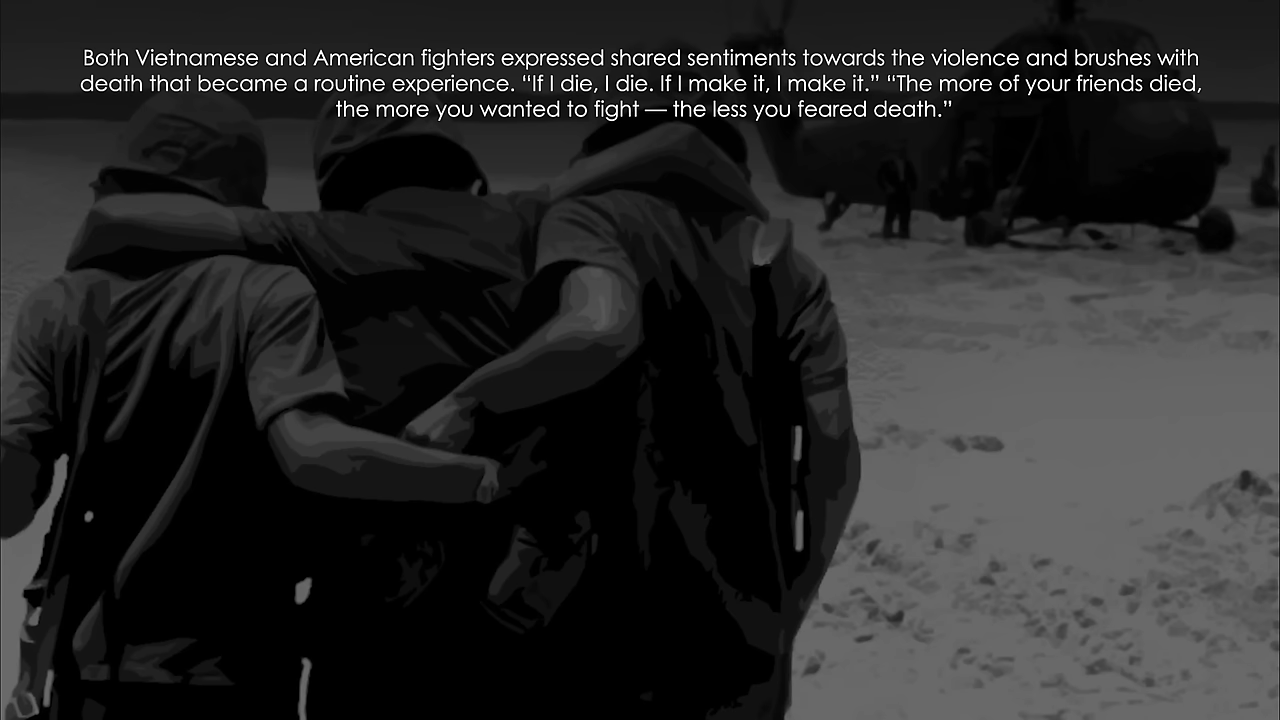 Both Vietnamese and American fighters expressed shared sentiments towards the violence and brushes with
death that became a routine experience. “If I die, I die. If I make it, I make it.” “The more of your friends died,
the more you wanted to fight — the less you feared death.”